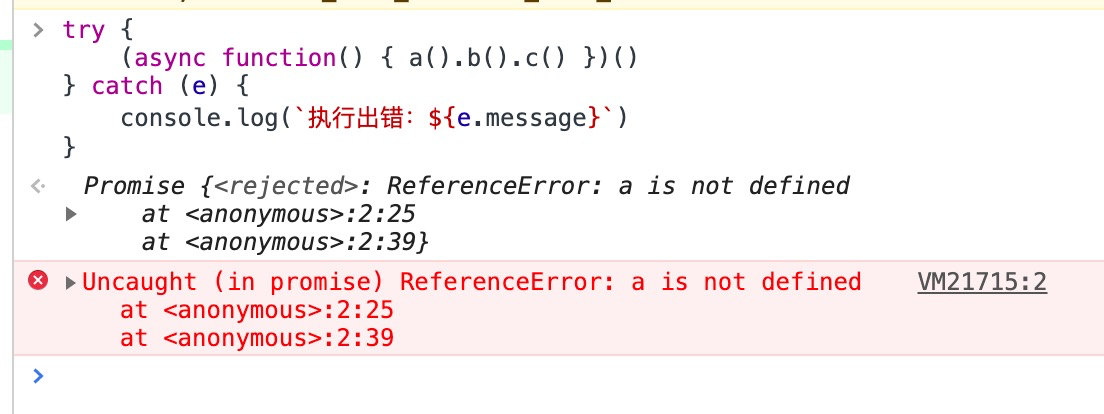 > try {
(async function() { a().b().c() })()
} catch (e) {
console.log(`执行出错：${e.message}`)
}
Promise {<rejected>: ReferenceError: a is not defined
at <anonymous>:2:25
at <anonymous>:2:39}
Uncaught (in promise) ReferenceError: a is not defined VM21715:2
at <anonymous>:2:25
at <anonymous>:2:39
>